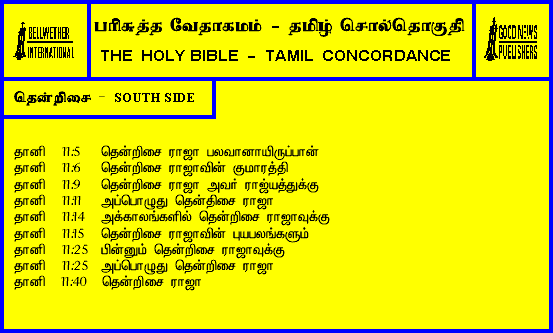 BELLWETHER
INTERNATIONAL
பரிசுத்த வேதாகமம் - தமிழ் சொல்தொகுதி
THE HOLY BIBLE - TAMIL CONCORDANCE
GOOD NEWS
PUBLISHERS
தென்றிசை - SOUTH SIDE
தானி 11:5 தென்றிசை ராஜா பலவானாயிருப்பான்
தானி 11:6 தென்றிசை ராஜாவின் குமாரத்தி
தானி 11:9 தென்றிசை ராஜா அவர் ராஜ்யத்துக்கு
தானி 11:11 அப்பொழுது தென்திசை ராஜா
தானி 11:14 அக்காலங்களில் தென்றிசை ராஜாவுக்கு
தானி 11:15 தென்றிசை ராஜாவின் புயபலங்களும்
தானி 11:25 பின்னும் தென்றிசை ராஜாவுக்கு
தானி 11:25 அப்பொழுது தென்றிசை ராஜா
தானி 11:40 தென்றிசை ராஜா